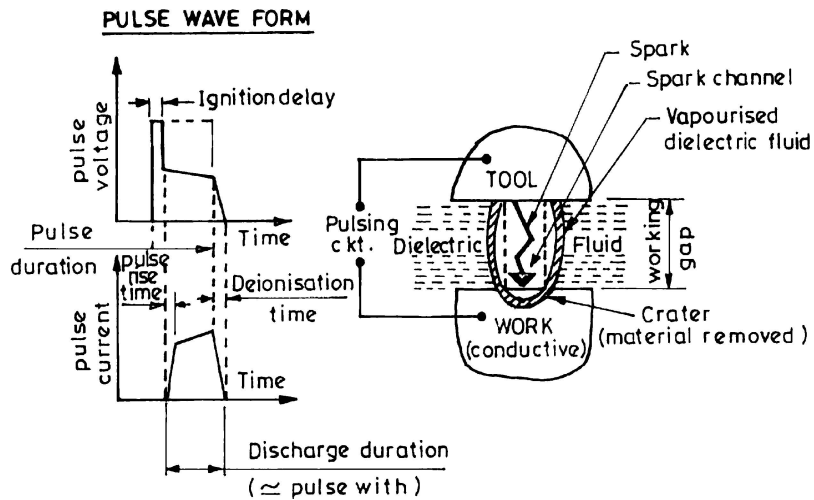 PULSE WAVE FORM
Ignition delay
pulse
voltage
Time
Pulse
duration
pulse
rise
time
Deionisation
time
pulse
current
Time
Discharge duration
(≃ pulse with)
Spark
Spark channel
Vapourised
dielectric fluid
TOOL
Pulsing
ckt.
Dielectric
Fluid
working
gap
WORK
(conductive)
Crater
(material removed)